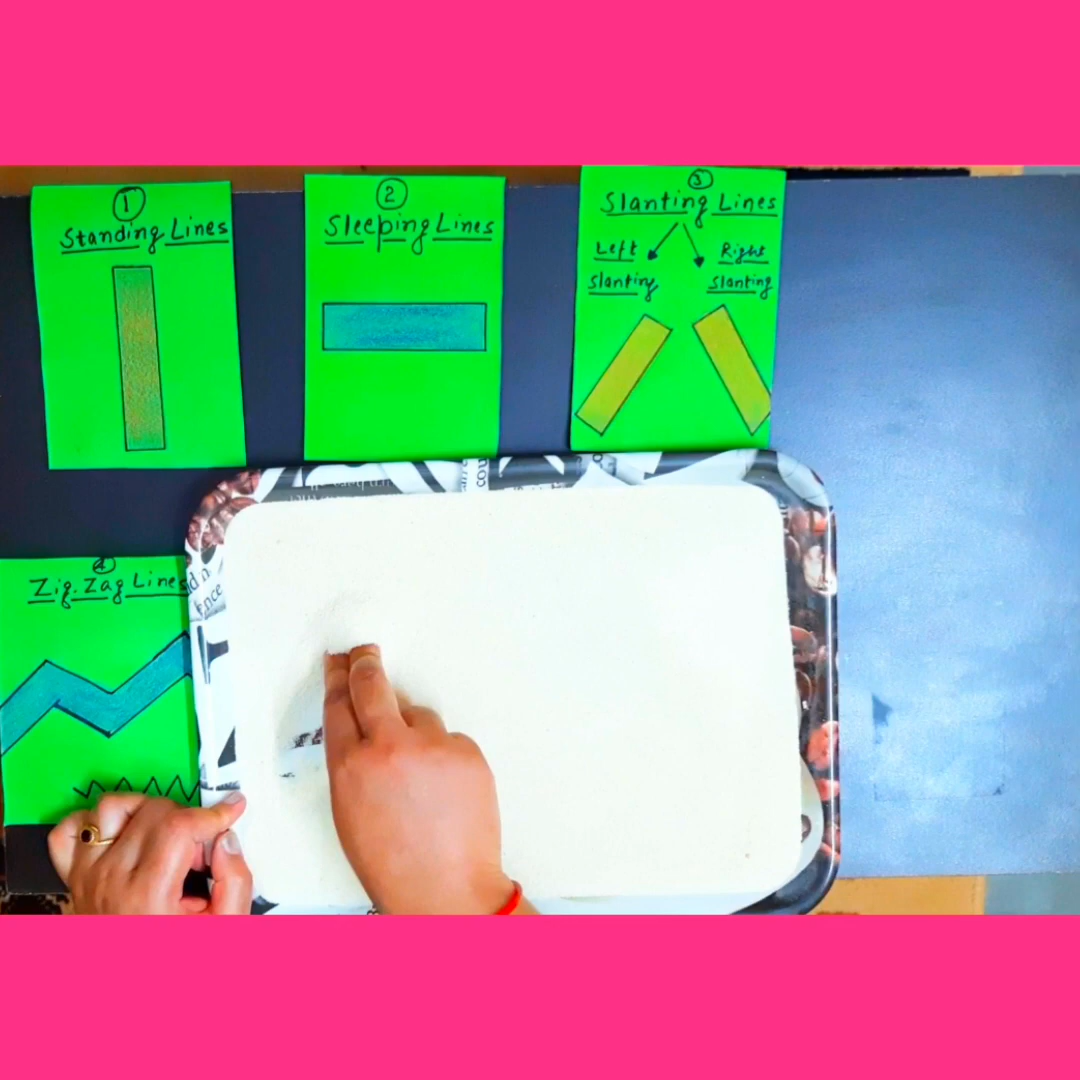 1
Standing Lines
2
Sleeping Lines
3
Slanting Lines
Left
Slanting
Right
Slanting
4
Zig-Zag Lines